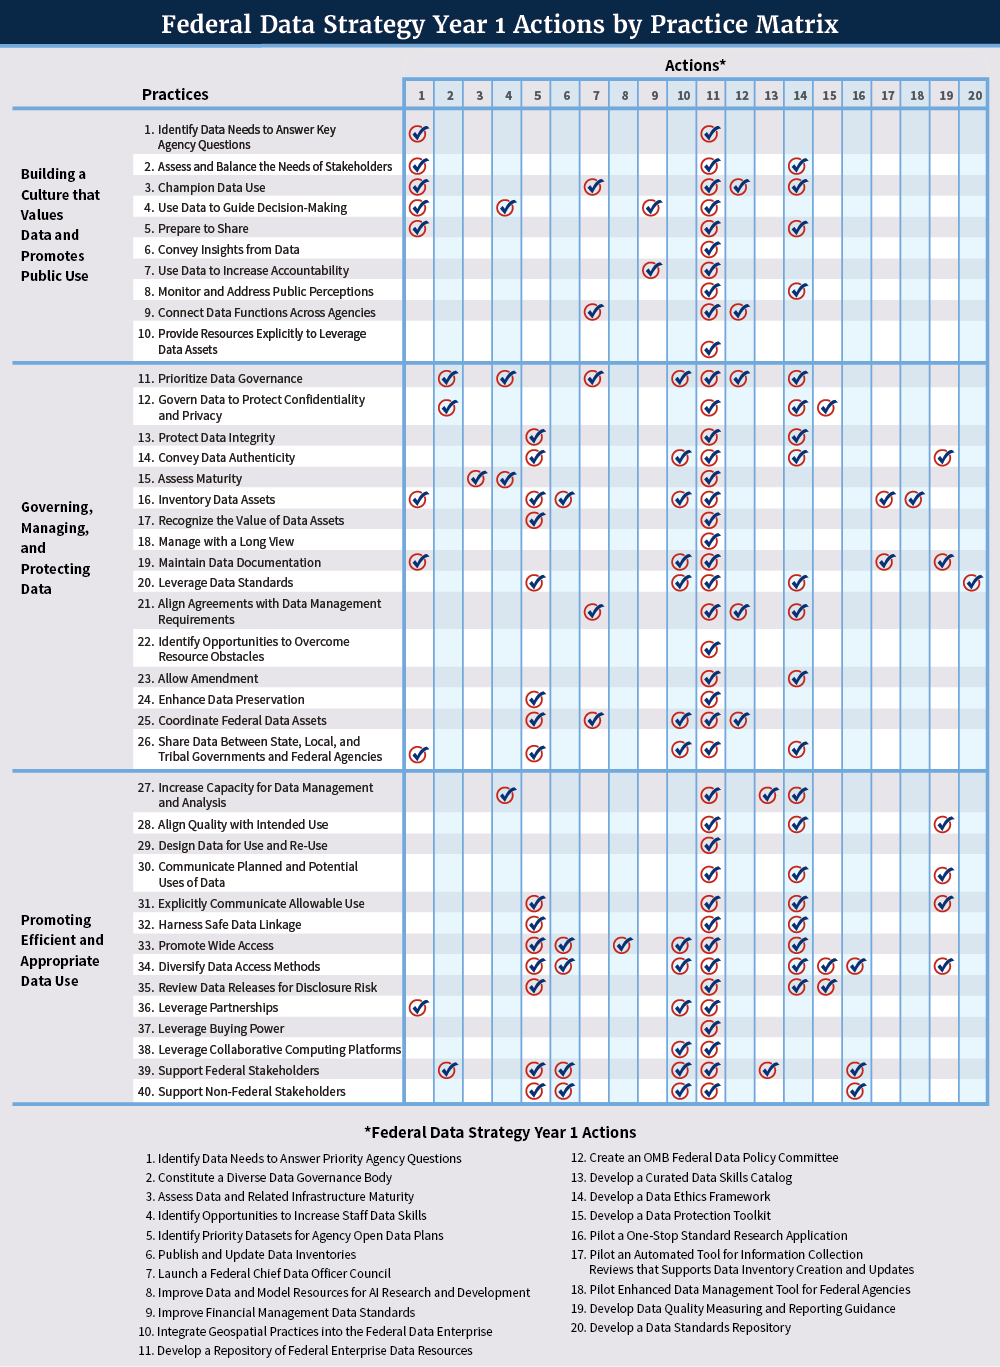 Federal Data Strategy Year 1 Actions by Practice Matrix
Actions*
Practices
1 2 3 4 5 6 7 8 9 10 11 12 13 14 15 16 17 18 19 20
Building a
Culture that
Values
Data and
Promotes
Public Use
1. Identify Data Needs to Answer Key
Agency Questions
2. Assess and Balance the Needs of Stakeholders
3. Champion Data Use
4. Use Data to Guide Decision-Making
5. Prepare to Share
6. Convey Insights from Data
7. Use Data to Increase Accountability
8. Monitor and Address Public Perceptions
9. Connect Data Functions Across Agencies
10. Provide Resources Explicitly to Leverage
Data Assets
Governing,
Managing,
and
Protecting
Data
11. Prioritize Data Governance
12. Govern Data to Protect Confidentiality
and Privacy
13. Protect Data Integrity
14. Convey Data Authenticity
15. Assess Maturity
16. Inventory Data Assets
17. Recognize the Value of Data Assets
18. Manage with a Long View
19. Maintain Data Documentation
20. Leverage Data Standards
21. Align Agreements with Data Management
Requirements
22. Identify Opportunities to Overcome
Resource Obstacles
23. Allow Amendment
24. Enhance Data Preservation
25. Coordinate Federal Data Assets
26. Share Data Between State, Local, and
Tribal Governments and Federal Agencies
Promoting
Efficient and
Appropriate
Data Use
27. Increase Capacity for Data Management
and Analysis
28. Align Quality with Intended Use
29. Design Data for Use and Re-Use
30. Communicate Planned and Potential
Uses of Data
31. Explicitly Communicate Allowable Use
32. Harness Safe Data Linkage
33. Promote Wide Access
34. Diversify Data Access Methods
35. Review Data Releases for Disclosure Risk
36. Leverage Partnerships
37. Leverage Buying Power
38. Leverage Collaborative Computing Platforms
39. Support Federal Stakeholders
40. Support Non-Federal Stakeholders
*Federal Data Strategy Year 1 Actions
1. Identify Data Needs to Answer Priority Agency Questions
2. Constitute a Diverse Data Governance Body
3. Assess Data and Related Infrastructure Maturity
4. Identify Opportunities to Increase Staff Data Skills
5. Identify Priority Datasets for Agency Open Data Plans
6. Publish and Update Data Inventories
7. Launch a Federal Chief Data Officer Council
8. Improve Data and Model Resources for AI Research and Development
9. Improve Financial Management Data Standards
10. Integrate Geospatial Practices into the Federal Data Enterprise
11. Develop a Repository of Federal Enterprise Data Resources
12. Create an OMB Federal Data Policy Committee
13. Develop a Curated Data Skills Catalog
14. Develop a Data Ethics Framework
15. Develop a Data Protection Toolkit
16. Pilot a One-Stop Standard Research Application
17. Pilot an Automated Tool for Information Collection
Reviews that Supports Data Inventory Creation and Updates
18. Pilot Enhanced Data Management Tool for Federal Agencies
19. Develop Data Quality Measuring and Reporting Guidance
20. Develop a Data Standards Repository